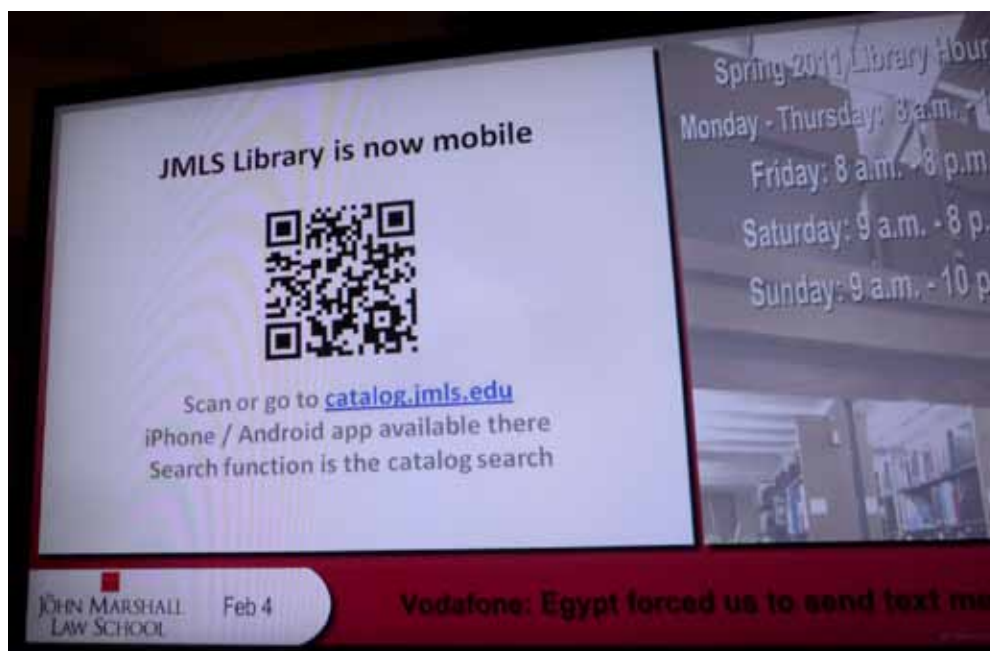 JMLS Library is now mobile
Scan or go to catalog.jmls.edu
iPhone / Android app available there
Search function is the catalog search
Spring 2011 Library Hour
Monday - Thursday: 8 a.m. - 1
Friday: 8 a.m. - 8 p.m
Saturday: 9 a.m. - 8 p.
Sunday: 9 a.m. - 10 p
JOHN MARSHALL
LAW SCHOOL
Feb 4
Vodafone: Egypt forced us to send text me